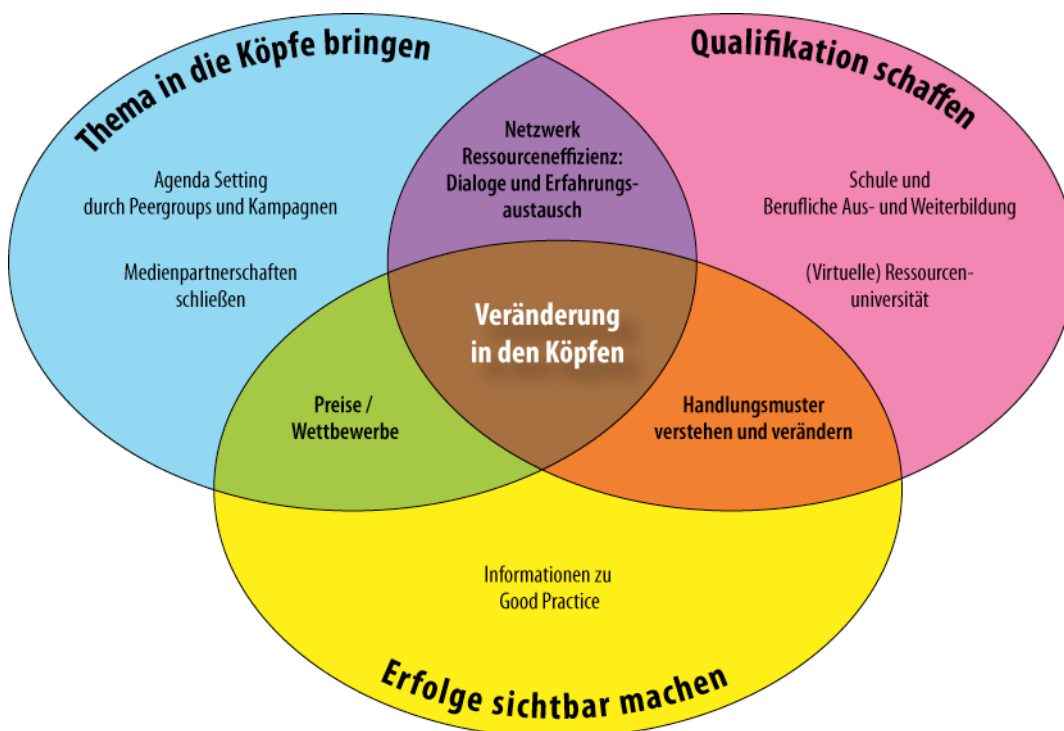 Thema in die Köpfe bringen
Qualifikation schaffen
Netzwerk
Ressourceneffizienz:
Dialoge und Erfahrungs-
austausch
Agenda Setting
durch Peergroups und Kampagnen
Medienpartnerschaften
schließen
Schule und
Berufliche Aus- und Weiterbildung
(Virtuelle) Ressourcen-
universität
Veränderung
in den Köpfen
Preise /
Wettbewerbe
Handlungsmuster
verstehen und verändern
Informationen zu
Good Practice
Erfolge sichtbar machen